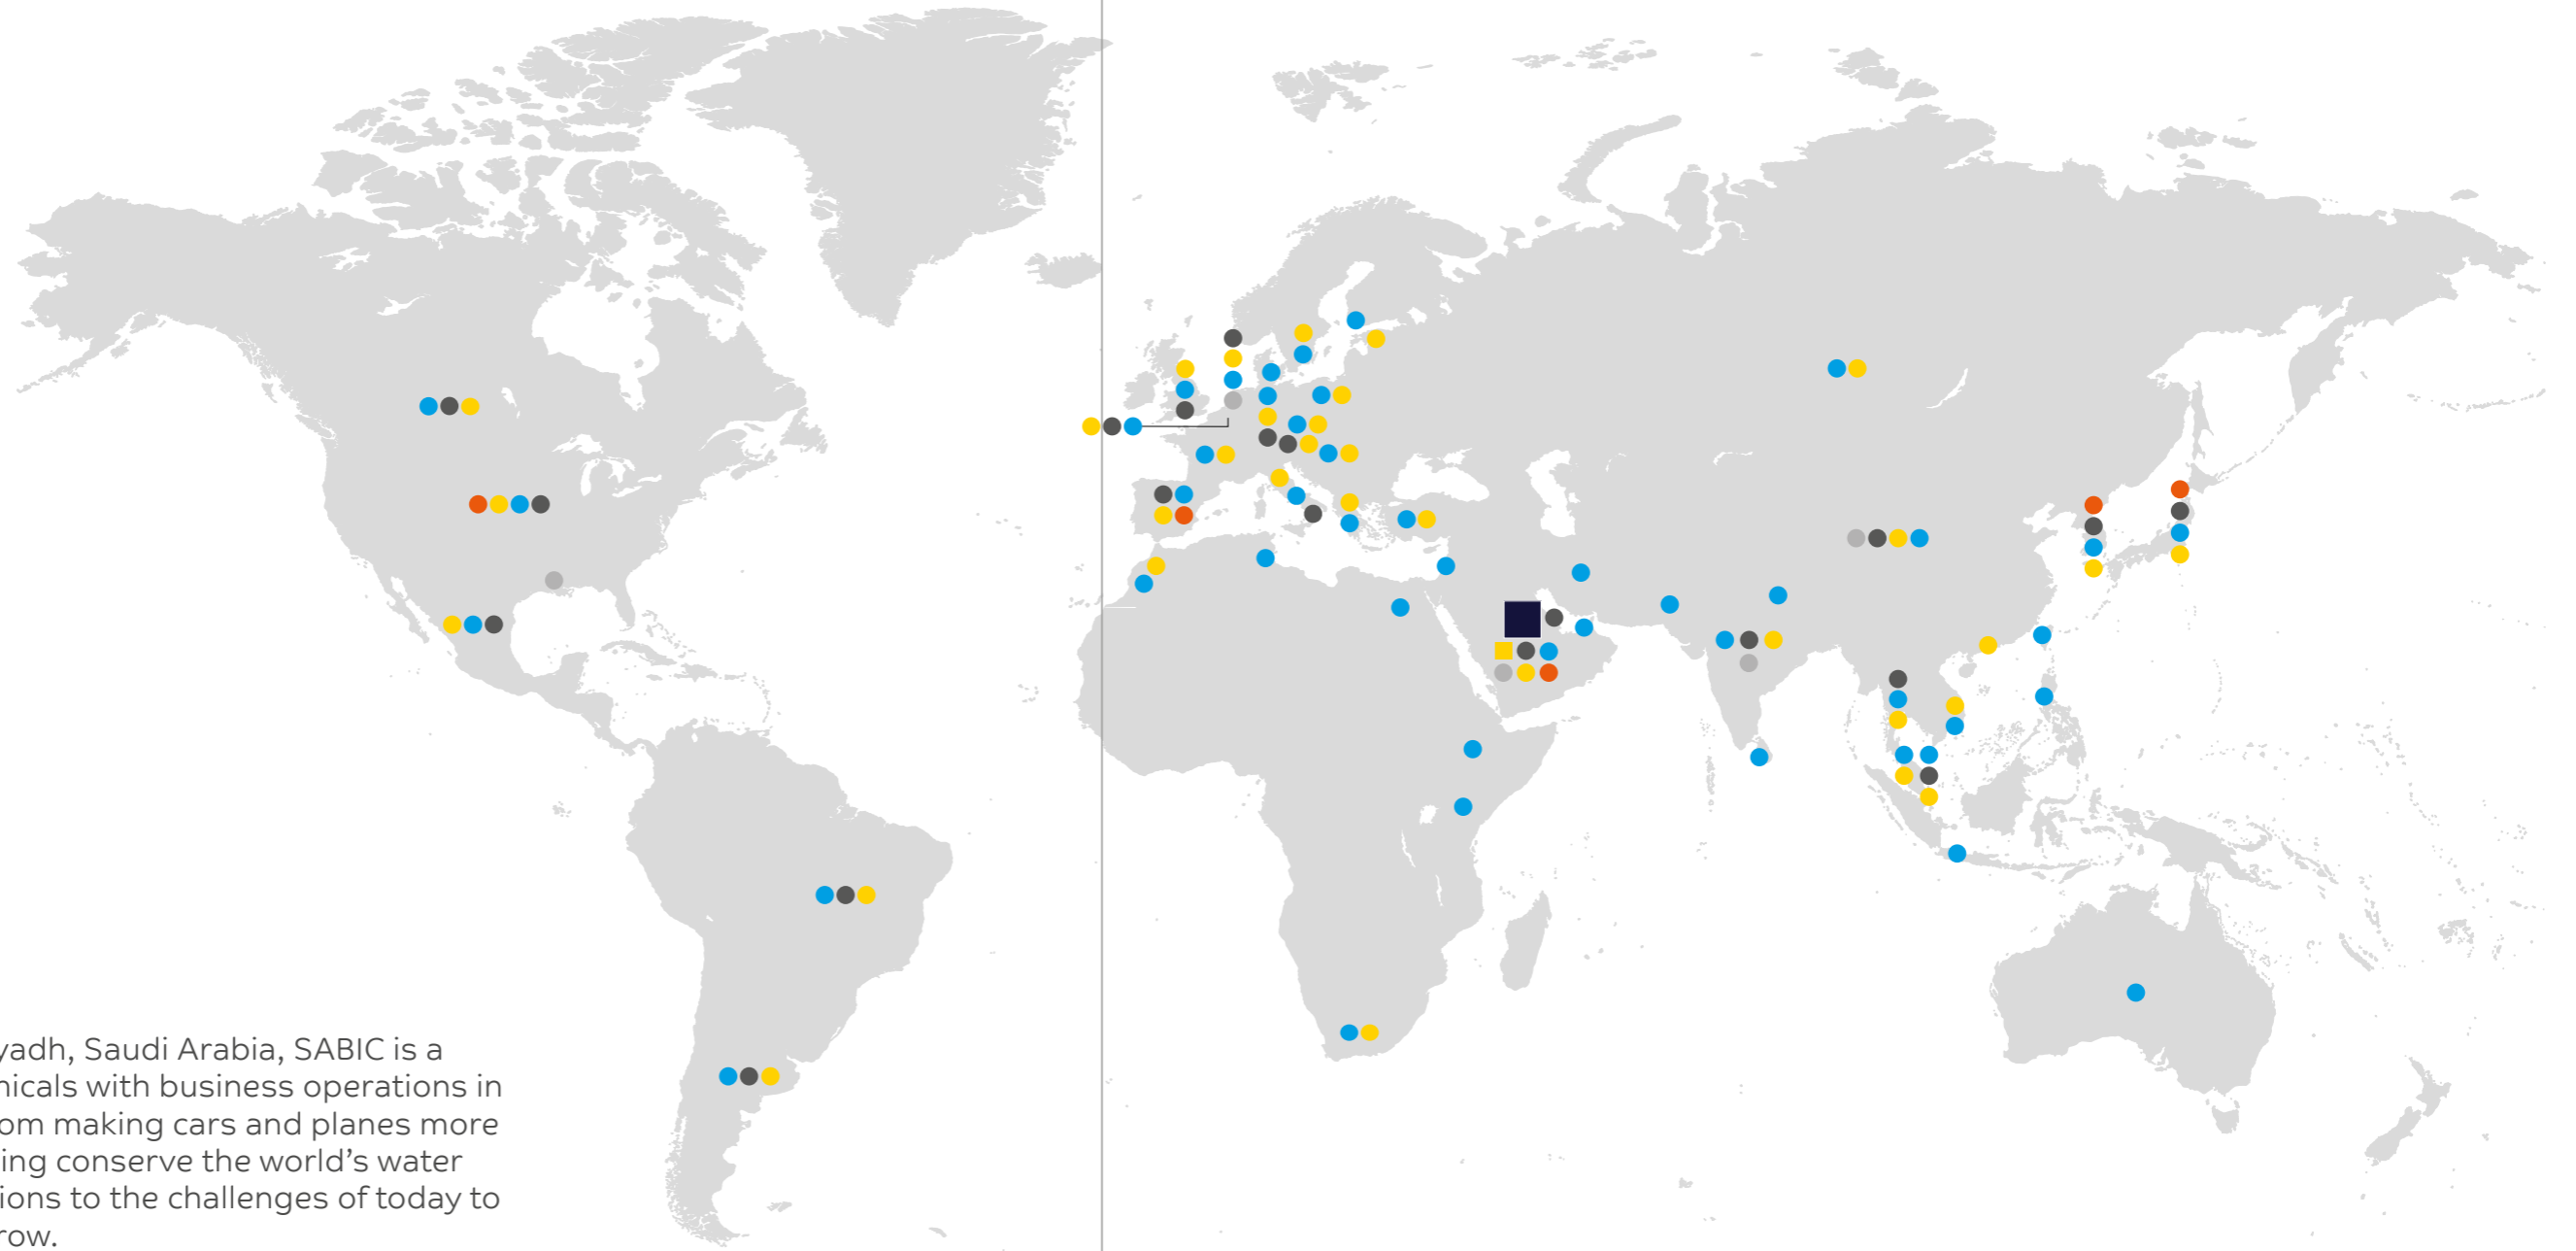 yadh, Saudi Arabia, SABIC is a
nicals with business operations in
om making cars and planes more
ing conserve the world's water
ions to the challenges of today to
row.